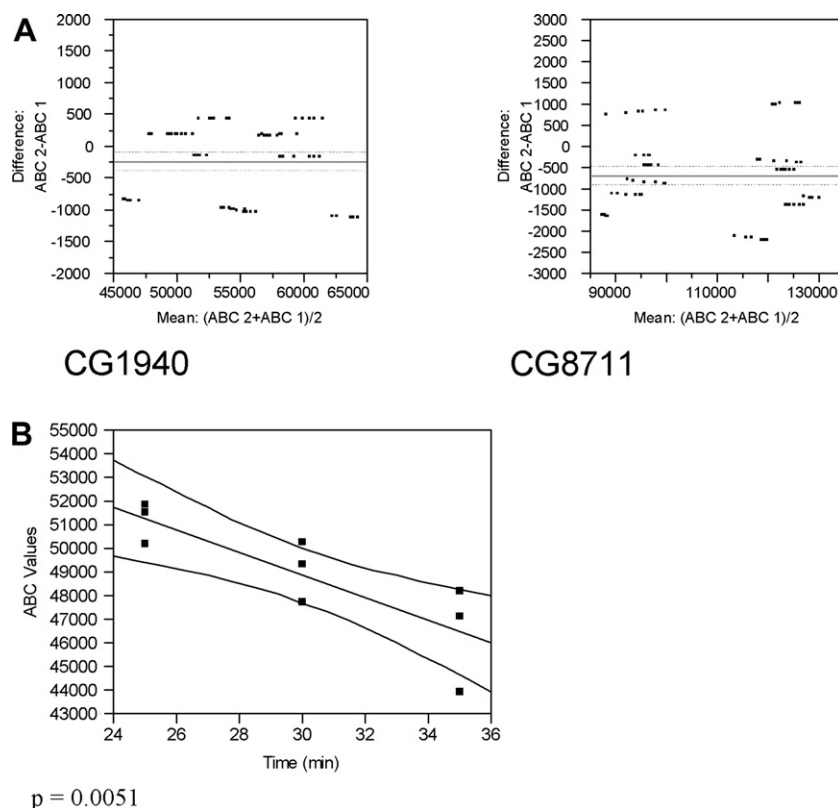 A
Difference:
ABC 2-ABC 1
2000
1500
1000
500
0
-500
-1000
-1500
-2000
45000 50000 55000 60000 65000
Mean: (ABC 2+ABC 1)/2
CG1940
Difference:
ABC 2-ABC 1
3000
2500
2000
1500
1000
500
0
-500
-1000
-1500
-2000
-2500
-3000
90000 110000 130000
Mean: (ABC 2+ABC 1)/2
CG8711
B
ABC Values
55000
54000
53000
52000
51000
50000
49000
48000
47000
46000
45000
44000
43000
24 26 28 30 32 34 36
Time (min)
p = 0.0051